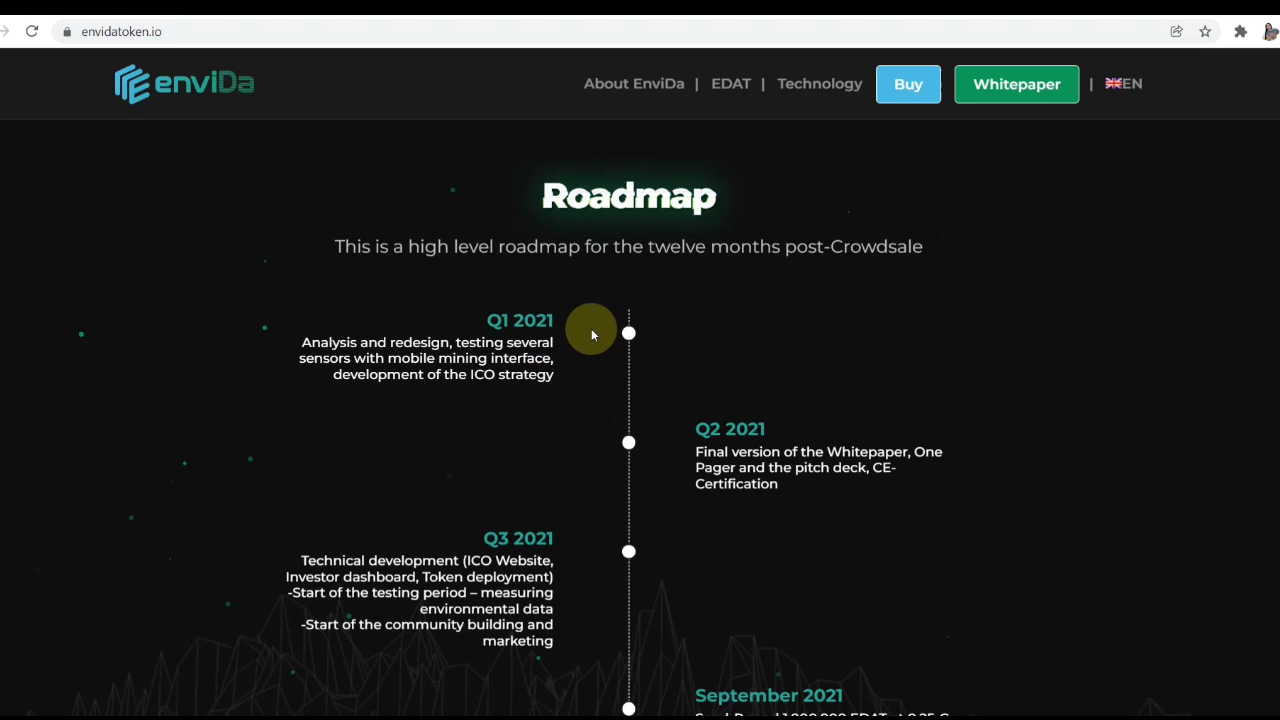 envidatoken.io
enviDa
About EnviDa | EDAT | Technology Buy Whitepaper | EN
Roadmap
This is a high level roadmap for the twelve months post-Crowdsale
Q1 2021
Analysis and redesign, testing several
sensors with mobile mining interface,
development of the ICO strategy
Q2 2021
Final version of the Whitepaper, One
Pager and the pitch deck, CE-
Certification
Q3 2021
Technical development (ICO Website,
Investor dashboard, Token deployment)
-Start of the testing period – measuring
environmental data
-Start of the community building and
marketing
September 2021